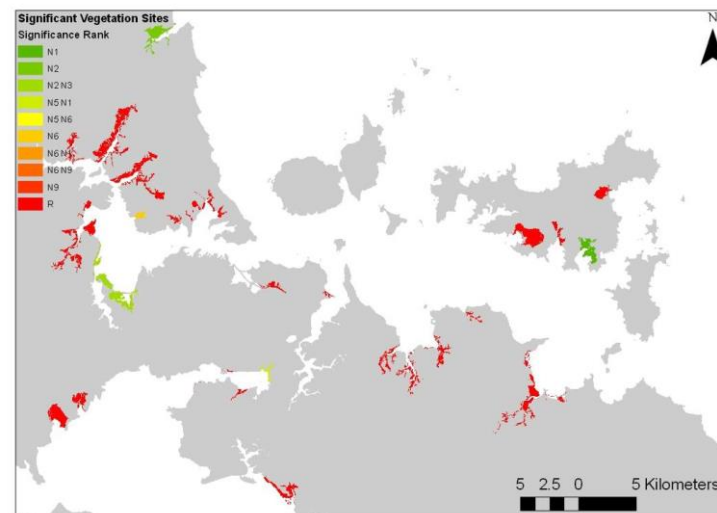 Significant Vegetation Sites
Significance Rank
N1
N2
N2 N3
N5 N1
N5 N6
N6
N6 N1
N6 N9
N9
R
N
5 2.5 0 5 Kilometers